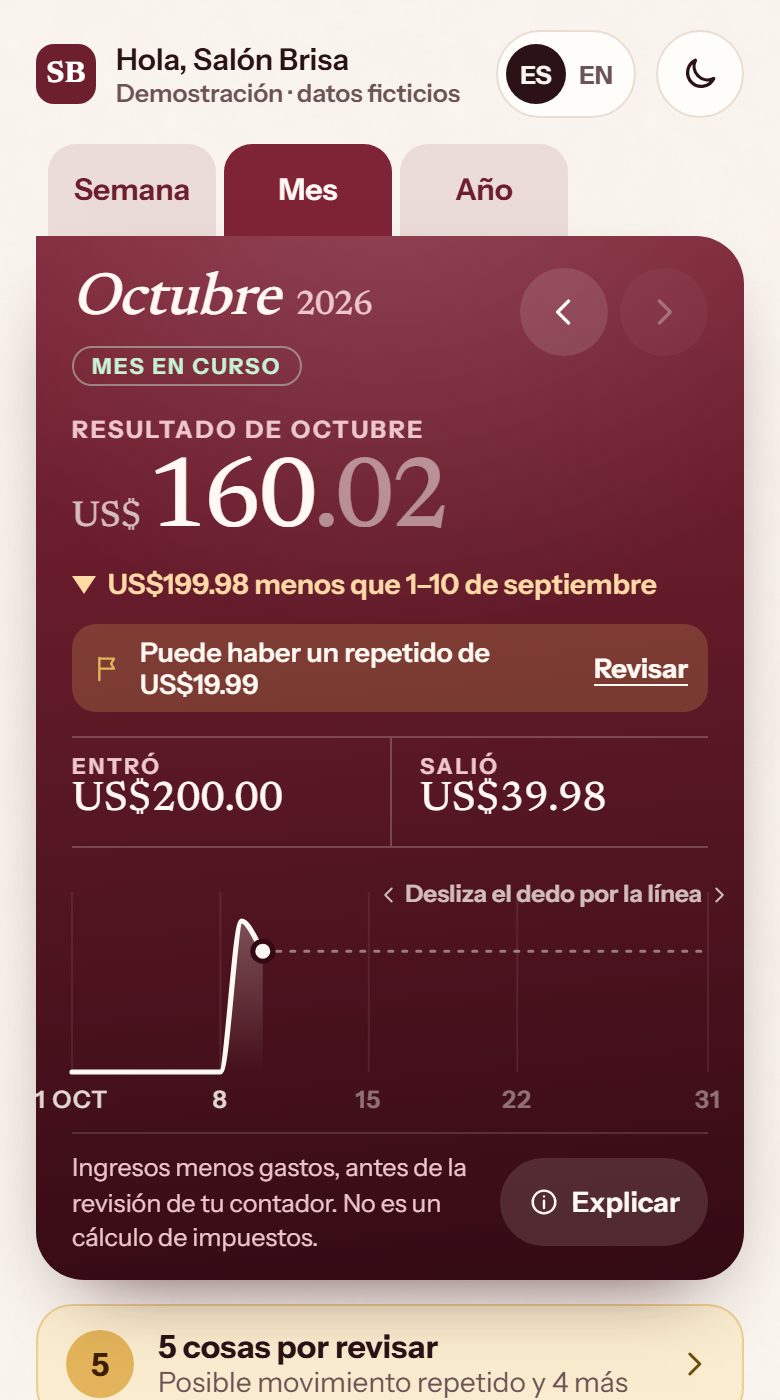 SB
Hola, Salón Brisa
Demostración · datos ficticios
ES EN
Semana Mes Año
Octubre 2026
MES EN CURSO
RESULTADO DE OCTUBRE
US$ 160.02
US$199.98 menos que 1–10 de septiembre
Puede haber un repetido de
US$19.99
Revisar
ENTRÓ
US$200.00
SALIÓ
US$39.98
Desliza el dedo por la línea
1 OCT 8 15 22 31
Ingresos menos gastos, antes de la
revisión de tu contador. No es un
cálculo de impuestos.
Explicar
5
5 cosas por revisar
Posible movimiento repetido y 4 más